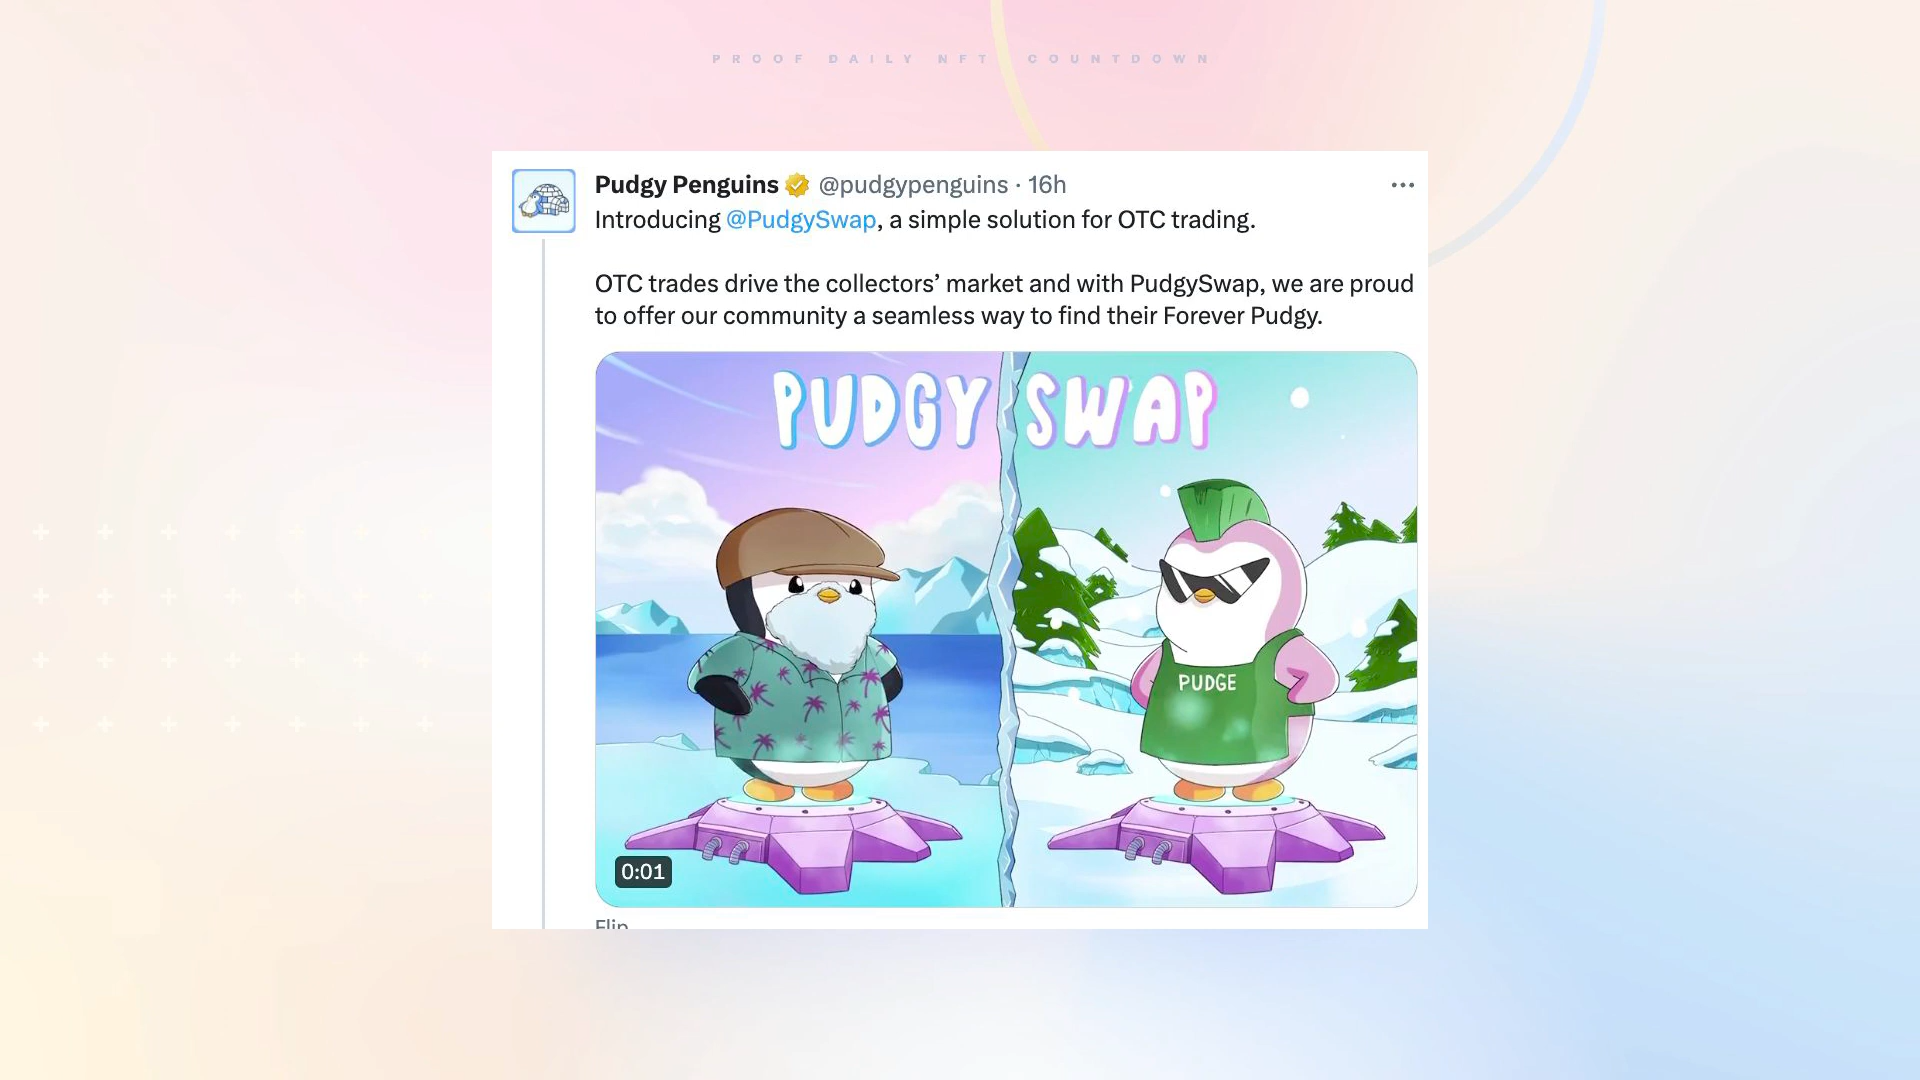 PROOF DAILY NFT COUNTDOWN
Pudgy Penguins @pudgypenguins · 16h
Introducing @PudgySwap, a simple solution for OTC trading.
OTC trades drive the collectors’ market and with PudgySwap, we are proud
to offer our community a seamless way to find their Forever Pudgy.
PUDGY SWAP
PUDGE
0:01
Flip